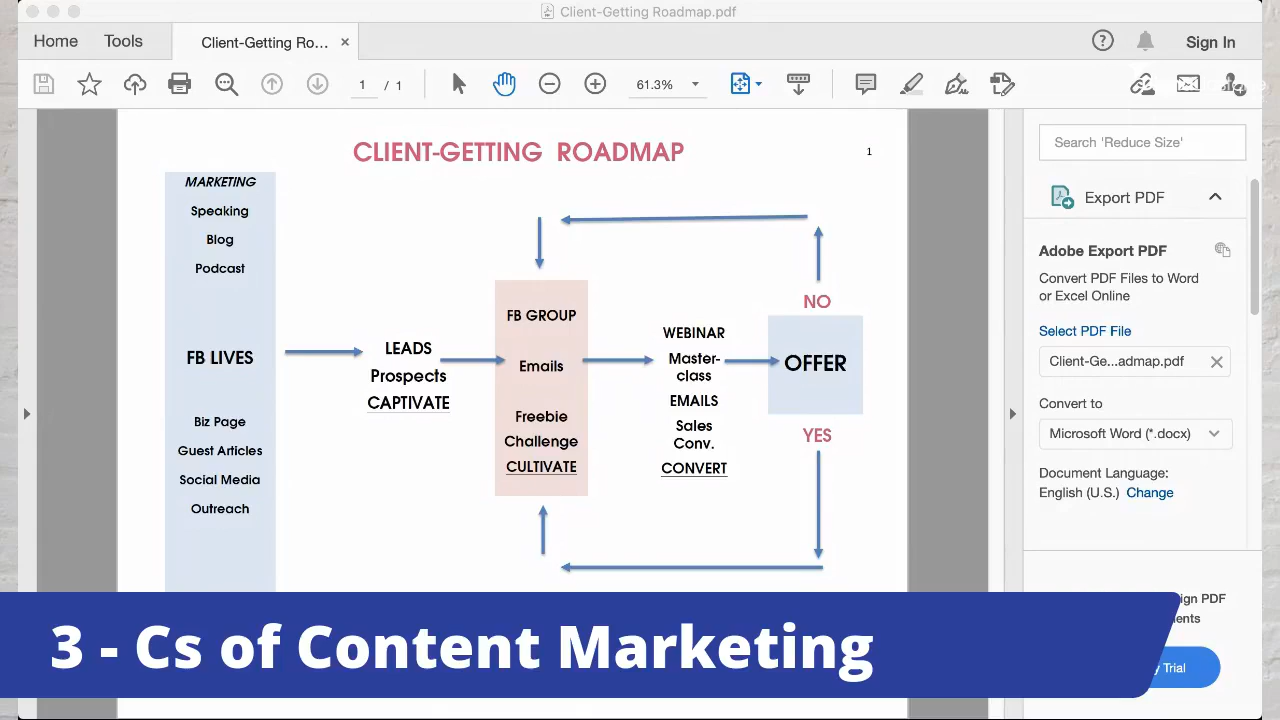 Client-Getting Roadmap.pdf
Home
Tools
Client-Getting Ro...
×
Sign In
1 / 1
61.3%
CLIENT-GETTING ROADMAP
1
MARKETING
Speaking
Blog
Podcast
FB LIVES
Biz Page
Guest Articles
Social Media
Outreach
LEADS
Prospects
CAPTIVATE
FB GROUP
Emails
Freebie
Challenge
CULTIVATE
WEBINAR
Master-
class
EMAILS
Sales
Conv.
CONVERT
NO
OFFER
YES
Search 'Reduce Size'
Export PDF
Adobe Export PDF
Convert PDF Files to Word
or Excel Online
Select PDF File
Client-Ge...admap.pdf
Convert to
Microsoft Word (*.docx)
Document Language:
English (U.S.) Change
PDF
Trial
3 - Cs of Content Marketing